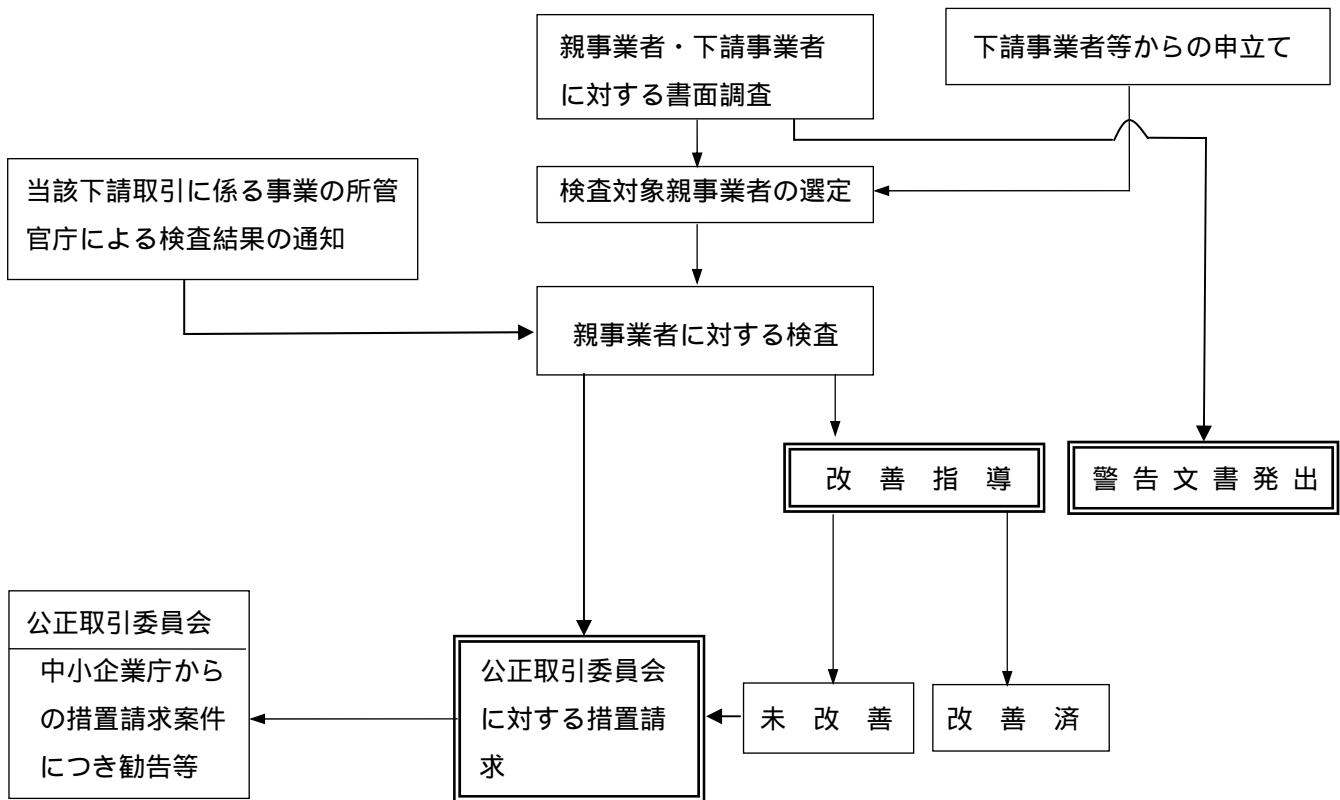 親事業者・下請事業者
に対する書面調査
下請事業者等からの申立て
当該下請取引に係る事業の所管
官庁による検査結果の通知
検査対象親事業者の選定
親事業者に対する検査
改善指導
警告文書発出
公正取引委員会
中小企業庁から
の措置請求案件
につき勧告等
公正取引委員会
に対する措置請
求
未改善
改善済